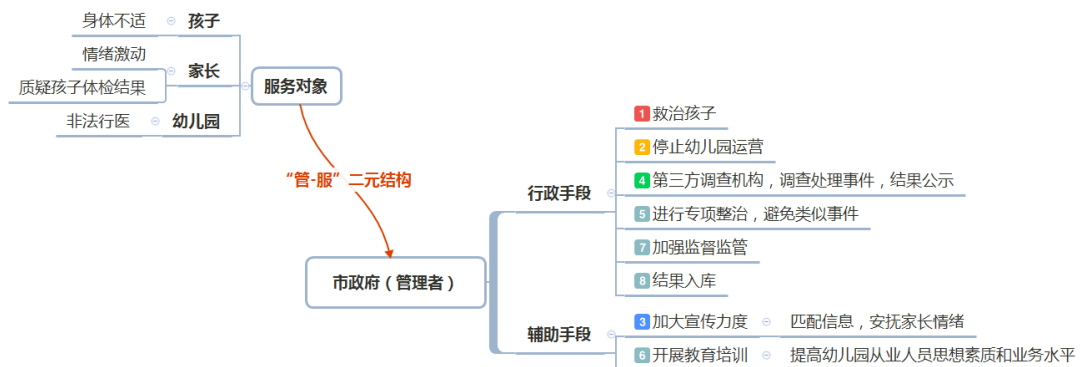 身体不适
孩子
情绪激动
家长
质疑孩子体检结果
非法行医
幼儿园
服务对象
“管-服”二元结构
市政府（管理者）
行政手段
1 救治孩子
2 停止幼儿园运营
4 第三方调查机构，调查处理事件，结果公示
5 进行专项整治，避免类似事件
7 加强监督监管
8 结果入库
辅助手段
3 加大宣传力度
匹配信息，安抚家长情绪
6 开展教育培训
提高幼儿园从业人员思想素质和业务水平